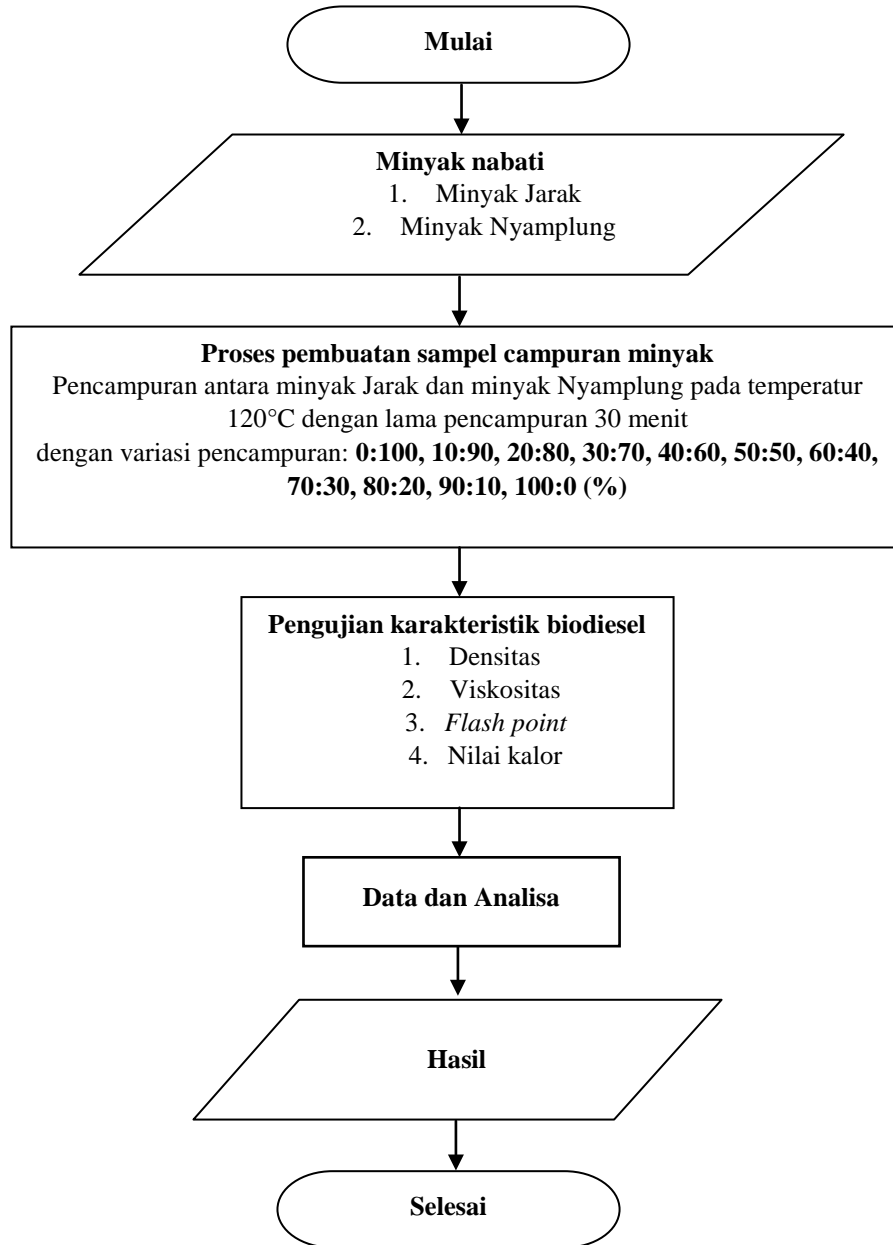 Mulai
Minyak nabati
1. Minyak Jarak
2. Minyak Nyamplung
Proses pembuatan sampel campuran minyak
Pencampuran antara minyak Jarak dan minyak Nyamplung pada temperatur
120°C dengan lama pencampuran 30 menit
dengan variasi pencampuran: 0:100, 10:90, 20:80, 30:70, 40:60, 50:50, 60:40,
70:30, 80:20, 90:10, 100:0 (%)
Pengujian karakteristik biodiesel
1. Densitas
2. Viskositas
3. Flash point
4. Nilai kalor
Data dan Analisa
Hasil
Selesai